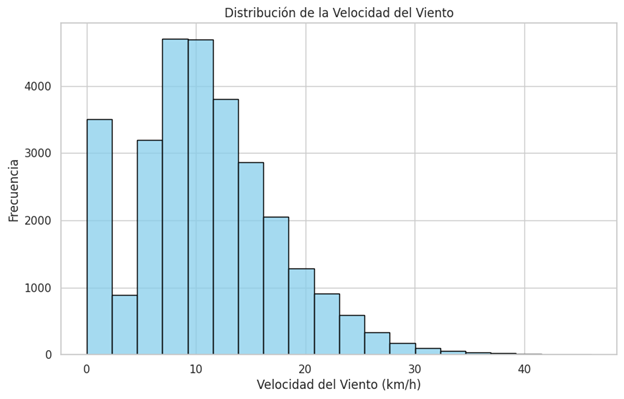 Distribución de la Velocidad del Viento
Frecuencia
4000
3000
2000
1000
0
0 10 20 30 40
Velocidad del Viento (km/h)